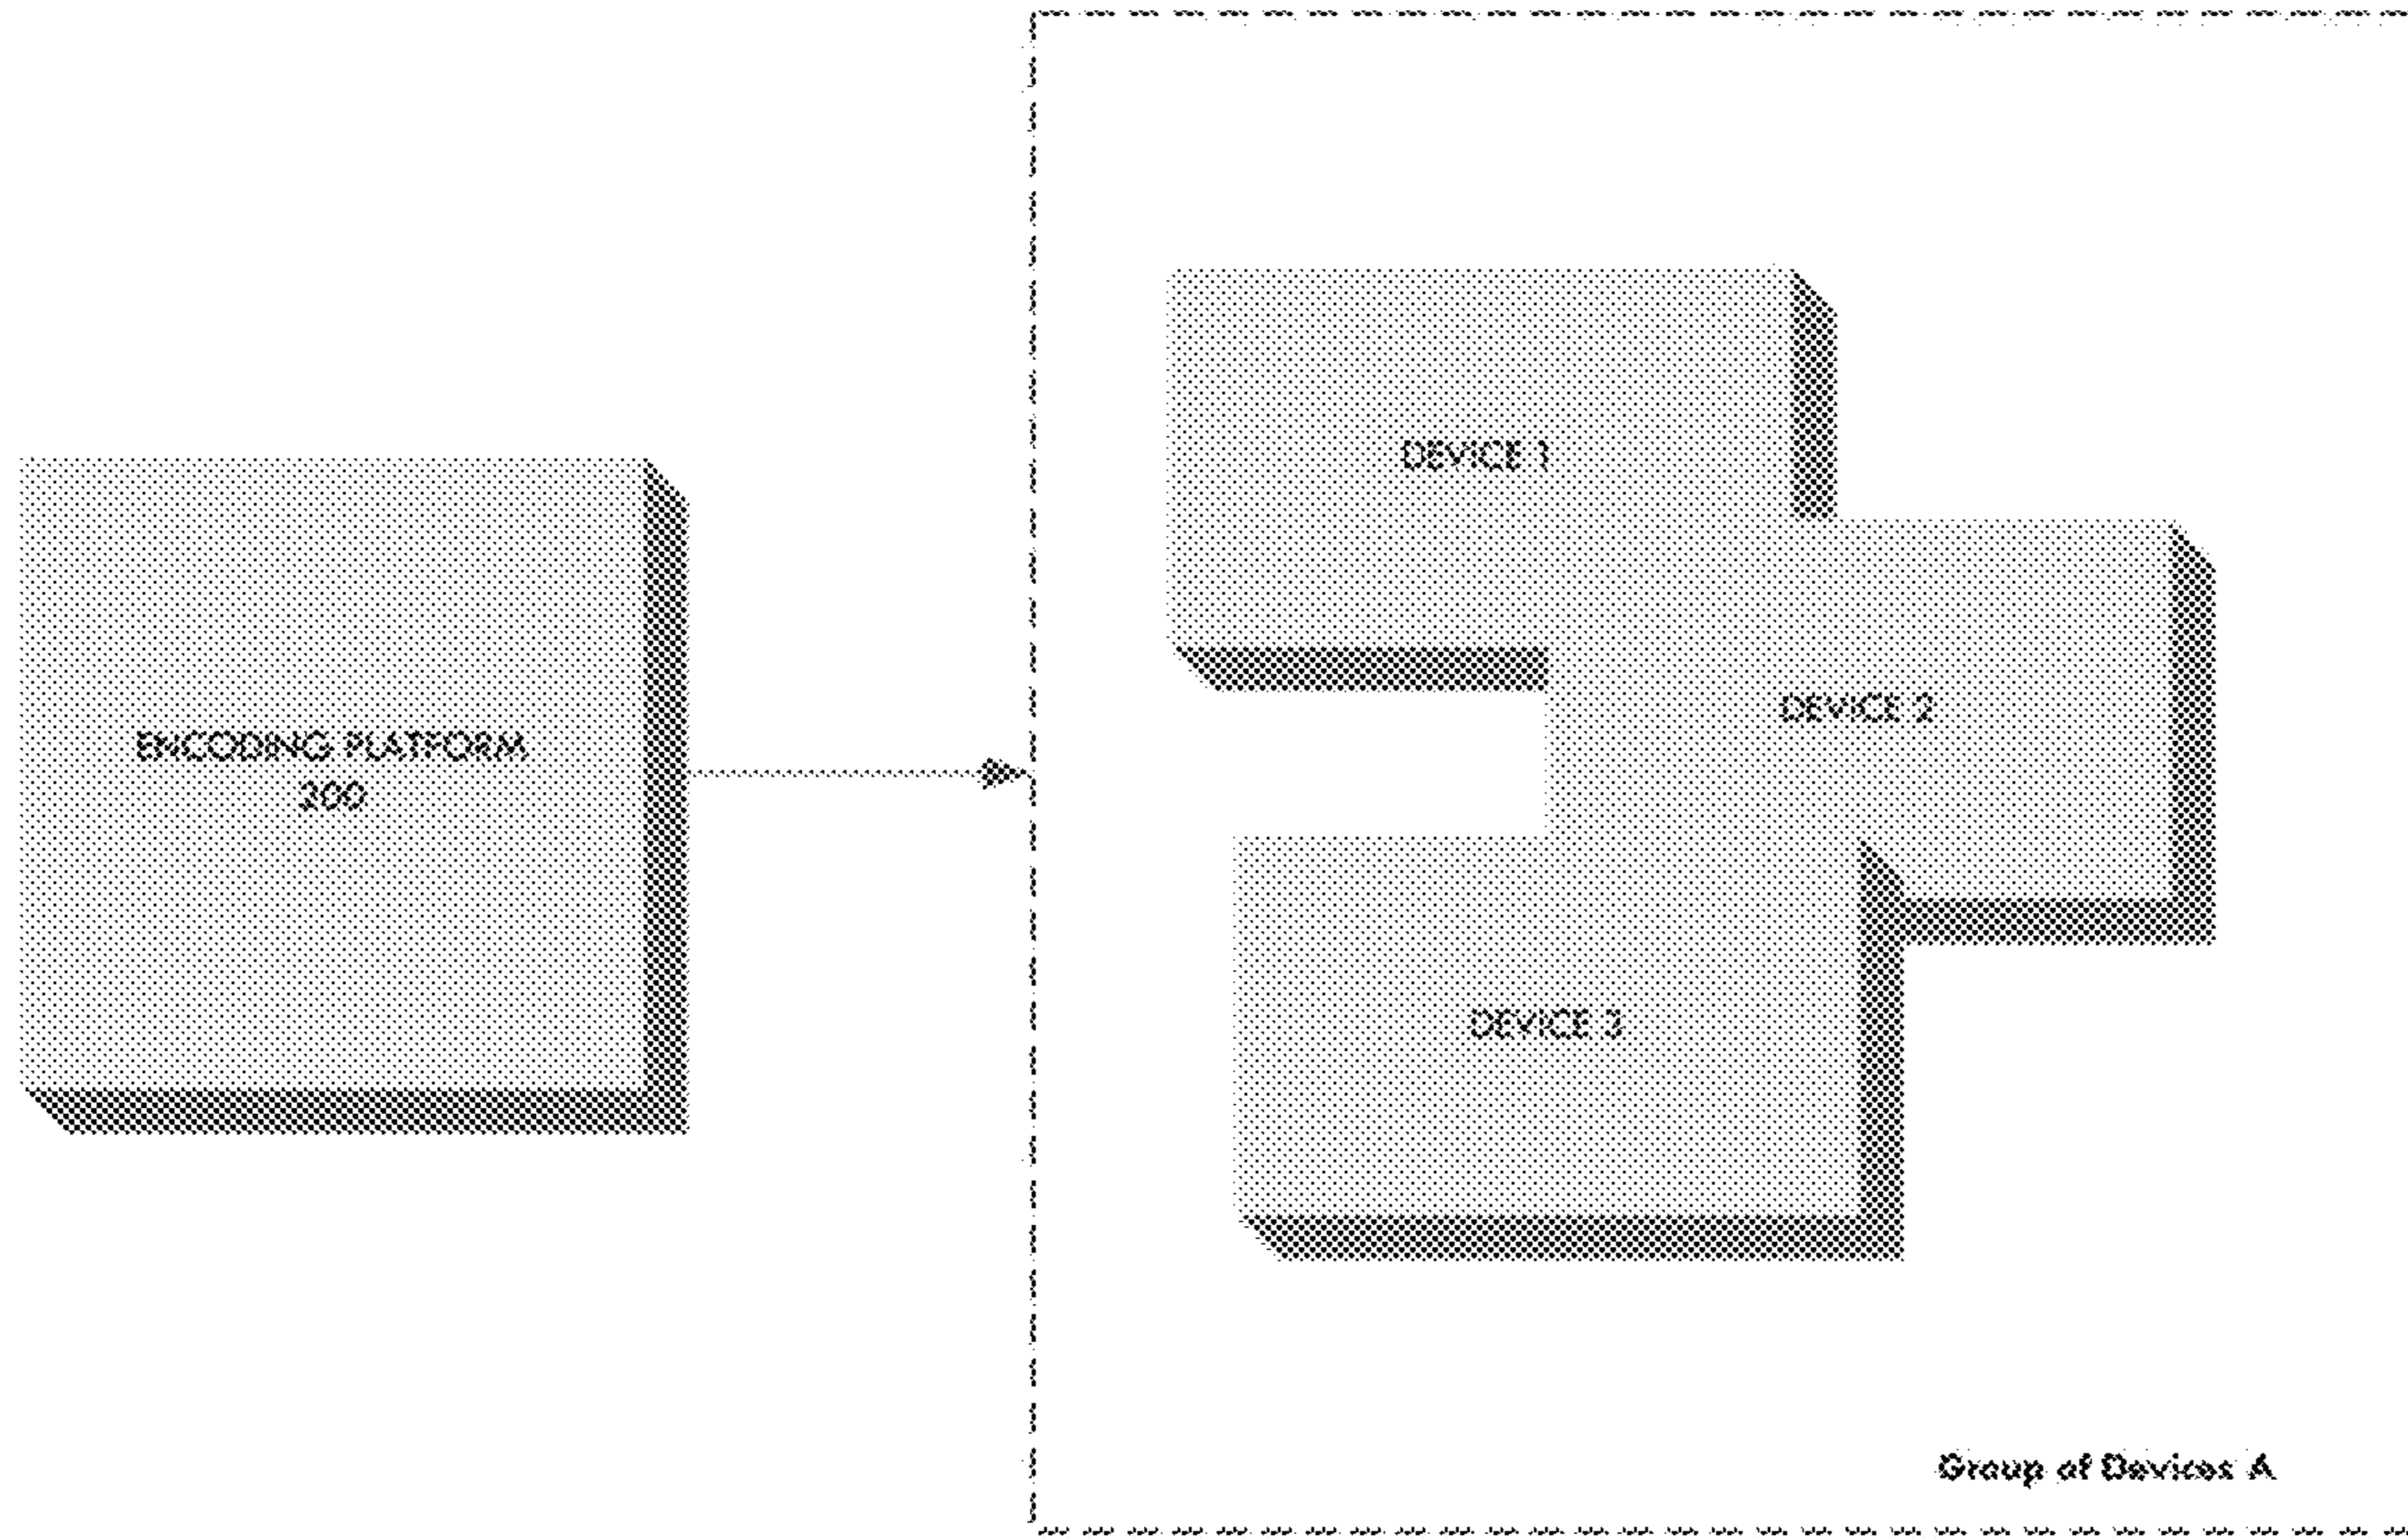 DEVICE 1
DEVICE 2
ENCODING PLATFORM
200
DEVICE 3
Group of Devices A